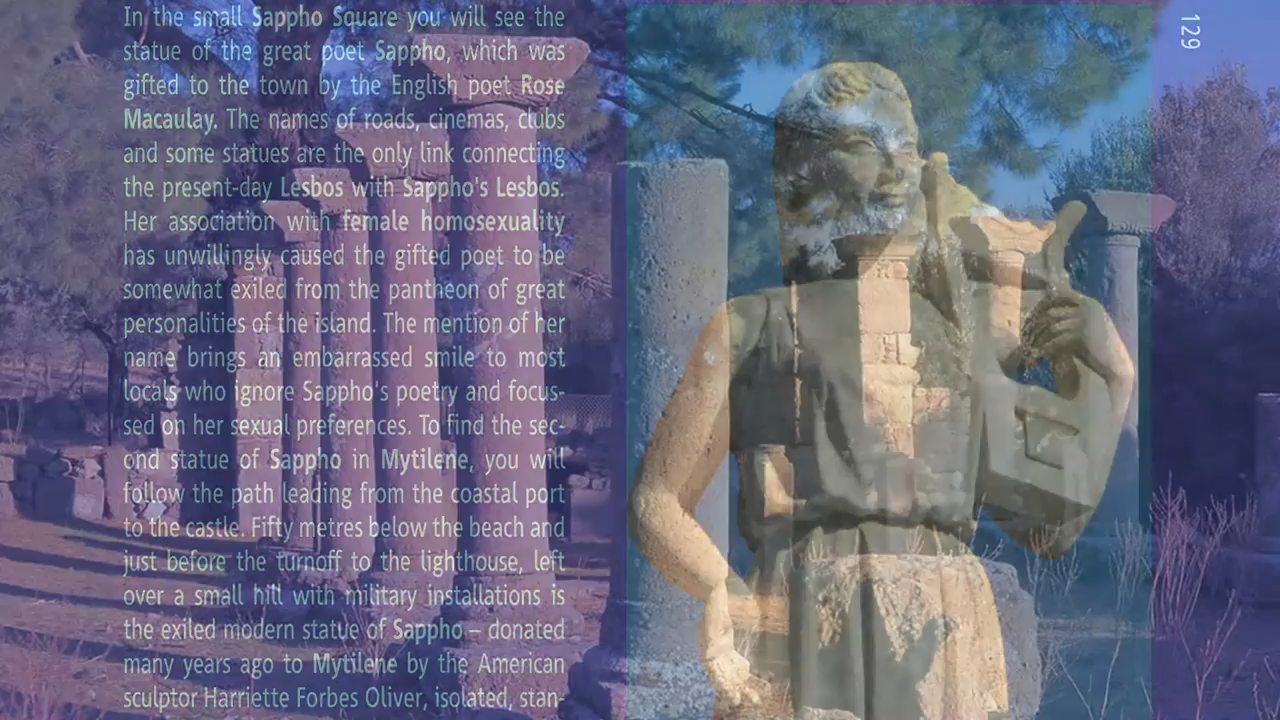 In the small Sappho Square you will see the
statue of the great poet Sappho, which was
gifted to the town by the English poet Rose
Macaulay. The names of roads, cinemas, clubs
and some statues are the only link connecting
the present-day Lesbos with Sappho's Lesbos.
Her association with female homosexuality
has unwillingly caused the gifted poet to be
somewhat exiled from the pantheon of great
personalities of the island. The mention of her
name brings an embarrassed smile to most
locals who ignore Sappho's poetry and focus-
sed on her sexual preferences. To find the sec-
ond statue of Sappho in Mytilene, you will
follow the path leading from the coastal port
to the castle. Fifty metres below the beach and
just before the turnoff to the lighthouse, left
over a small hill with military installations is
the exiled modern statue of Sappho – donated
many years ago to Mytilene by the American
sculptor Harriette Forbes Oliver, isolated, stan-
129